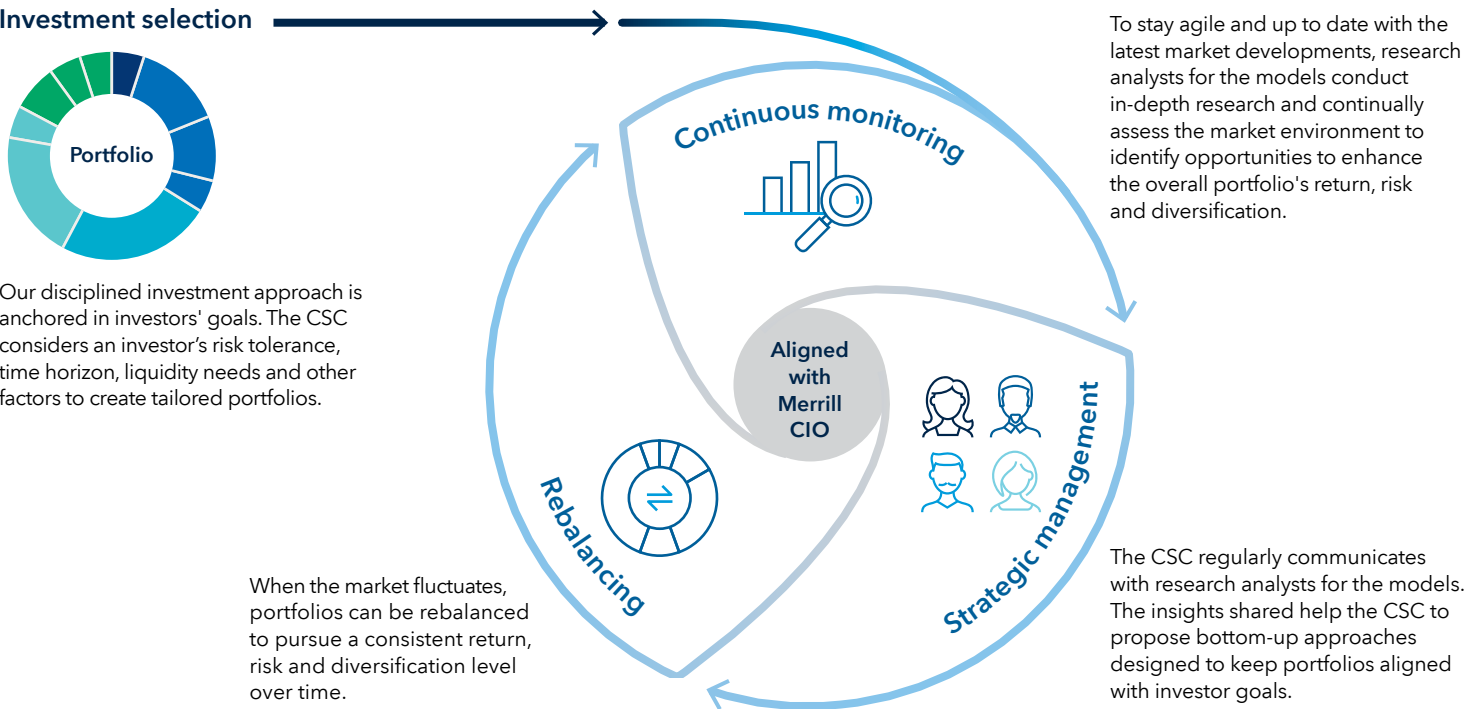 Investment selection
Portfolio
Our disciplined investment approach is
anchored in investors' goals. The CSC
considers an investor’s risk tolerance,
time horizon, liquidity needs and other
factors to create tailored portfolios.
Continuous monitoring
To stay agile and up to date with the
latest market developments, research
analysts for the models conduct
in-depth research and continually
assess the market environment to
identify opportunities to enhance
the overall portfolio's return, risk
and diversification.
Aligned
with
Merrill
CIO
Strategic management
The CSC regularly communicates
with research analysts for the models.
The insights shared help the CSC to
propose bottom-up approaches
designed to keep portfolios aligned
with investor goals.
Rebalancing
When the market fluctuates,
portfolios can be rebalanced
to pursue a consistent return,
risk and diversification level
over time.